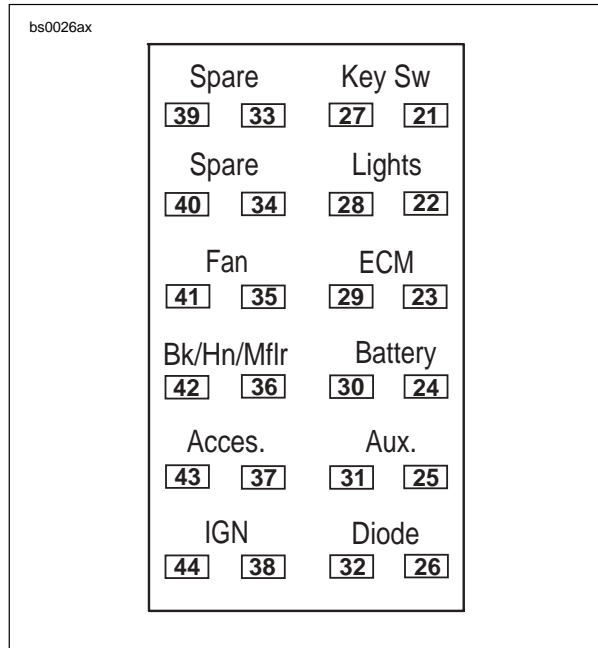 bs0026ax
Spare Key Sw
39 33 27 21
Spare Lights
40 34 28 22
Fan ECM
41 35 29 23
Bk/Hn/Mflr Battery
42 36 30 24
Acces. Aux.
43 37 31 25
IGN Diode
44 38 32 26